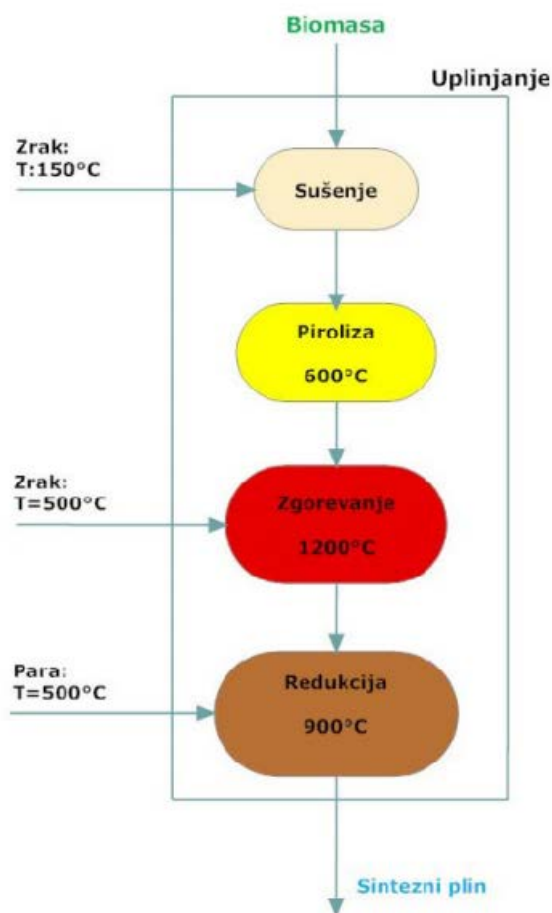 Biomasa
Uplinjanje
Zrak:
T:150°C
Sušenje
Piroliza
600°C
Zrak:
T=500°C
Zgorevanje
1200°C
Para:
T=500°C
Redukcija
900°C
Sintezni plin